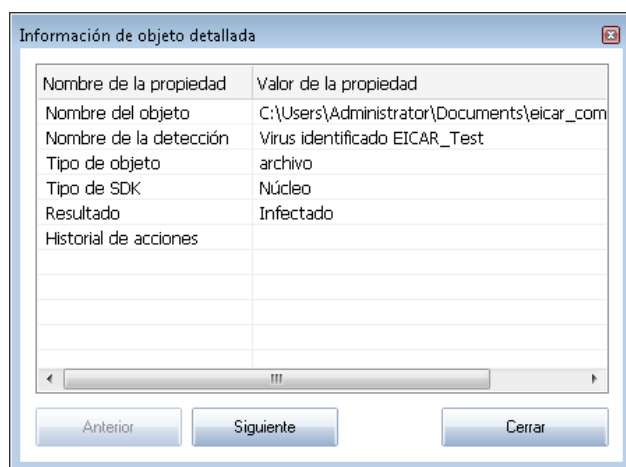 Información de objeto detallada
Nombre de la propiedad Valor de la propiedad
Nombre del objeto C:\Users\Administrator\Documents\eicar_com
Nombre de la detección Virus identificado EICAR_Test
Tipo de objeto archivo
Tipo de SDK Núcleo
Resultado Infectado
Historial de acciones
Anterior Siguiente Cerrar